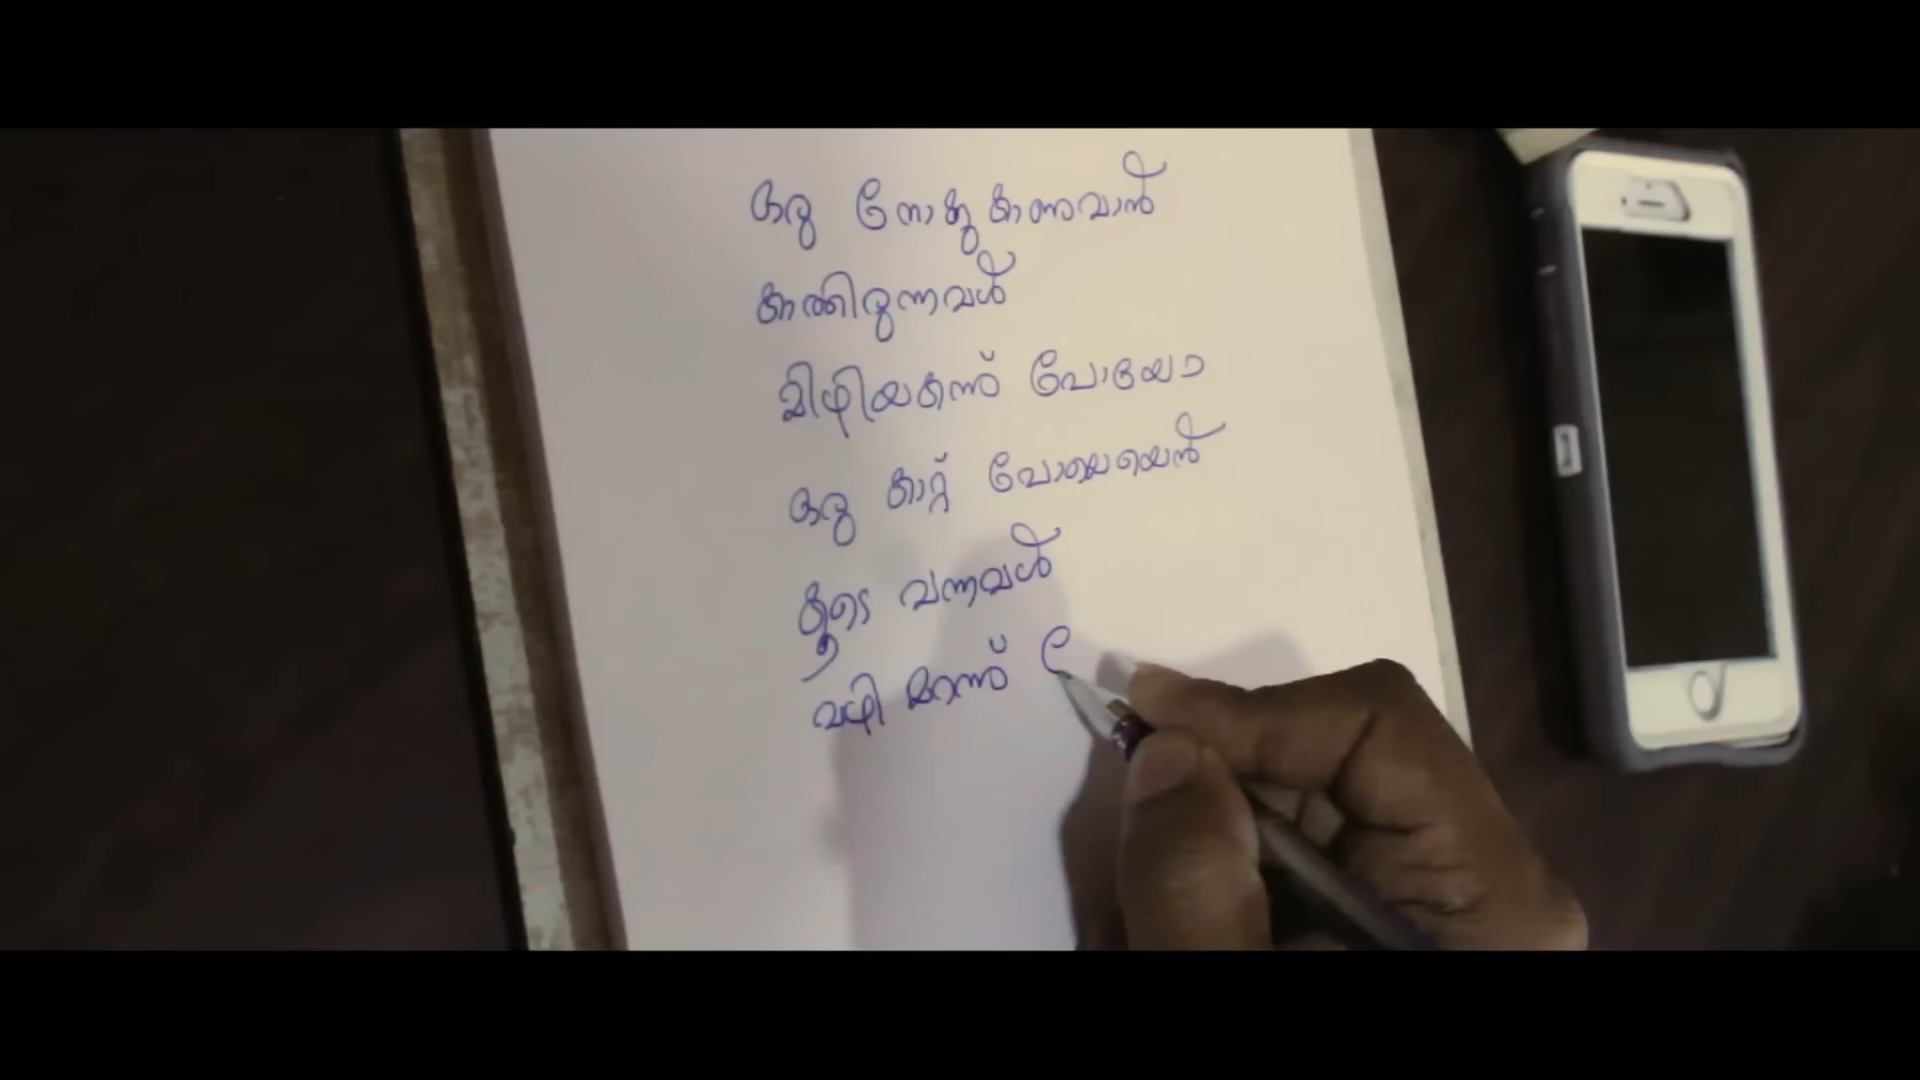 ഒരു നോക്കു കാണുവാൻ
കാത്തിരുന്നവൾ
മിഴിയകന്ന് പോയോ
ഒരു കാറ്റ്
കൂടെ വന്നവൾ
വഴി മറന്ന്